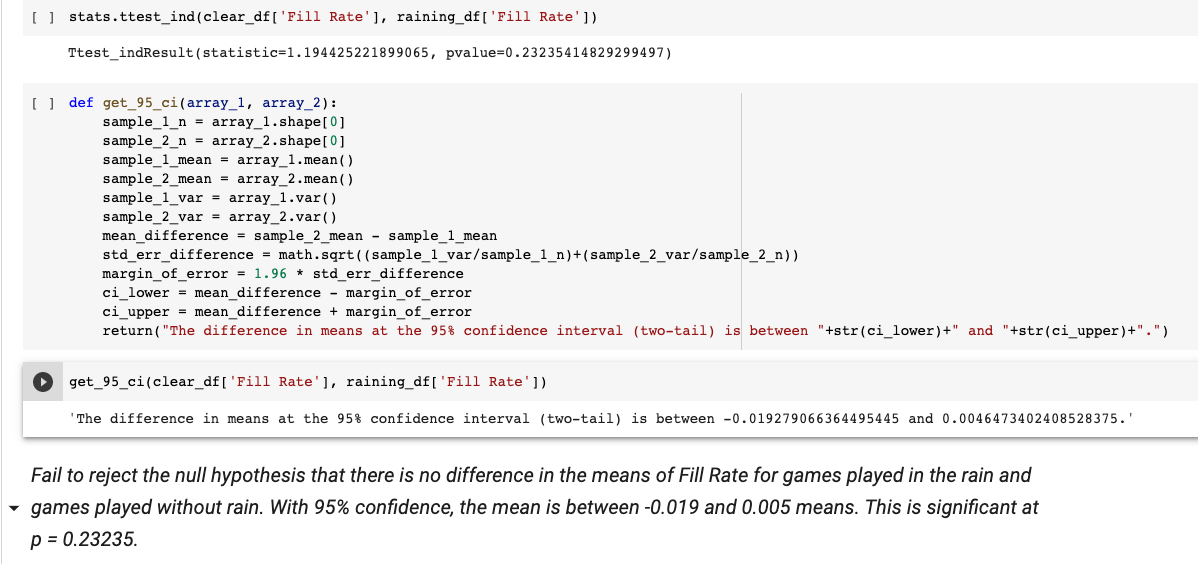 [ ] stats.ttest_ind(clear_df['Fill Rate'], raining_df['Fill Rate'])
Ttest_indResult(statistic=1.194425221899065, pvalue=0.23235414829299497)
[ ] def get_95_ci(array_1, array_2):
sample_1_n = array_1.shape[0]
sample_2_n = array_2.shape[0]
sample_1_mean = array_1.mean()
sample_2_mean = array_2.mean()
sample_1_var = array_1.var()
sample_2_var = array_2.var()
mean_difference = sample_2_mean - sample_1_mean
std_err_difference = math.sqrt((sample_1_var/sample_1_n)+(sample_2_var/sample_2_n))
margin_of_error = 1.96 * std_err_difference
ci_lower = mean_difference - margin_of_error
ci_upper = mean_difference + margin_of_error
return("The difference in means at the 95% confidence interval (two-tail) is between "+str(ci_lower)+" and "+str(ci_upper)+".")
get_95_ci(clear_df['Fill Rate'], raining_df['Fill Rate'])
'The difference in means at the 95% confidence interval (two-tail) is between -0.019279066364495445 and 0.0046473402408528375.'
Fail to reject the null hypothesis that there is no difference in the means of Fill Rate for games played in the rain and
games played without rain. With 95% confidence, the mean is between -0.019 and 0.005 means. This is significant at
p = 0.23235.